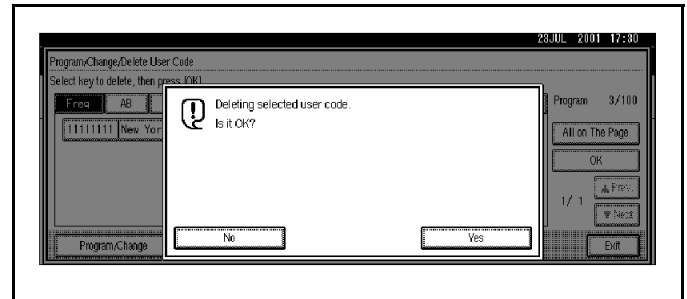 23JUL 2001 17:30
Program/Change/Delete User Code
Select key to delete, then press [OK]
Freq AB Program 3/100
Deleting selected user code.
Is it OK?
11111111 New Yor All on The Page
OK
1/ 1 ▲Prev.
▼Next
No Yes
Program/Change Exit